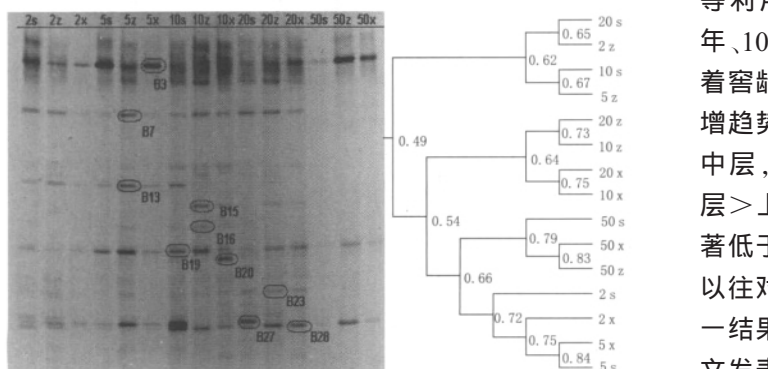 2s 2z 2x 5s 5z 5x 10s 10z 10x 20s 20z 20x 50s 50z 50x
B3
B7
B13
B15
B16
B19
B20
B23
B27
B28
20 s
0.65
2 z
0.62
10 s
0.67
5 z
0.49
20 z
0.73
10 z
0.64
20 x
0.75
10 x
0.54
50 s
0.79
50 x
0.83
50 z
0.66
2 s
0.72
2 x
0.75
5 x
0.84
5 s
年、10
着窖龄
增趋势
中层,
层>上
著低于
以往对
一结果